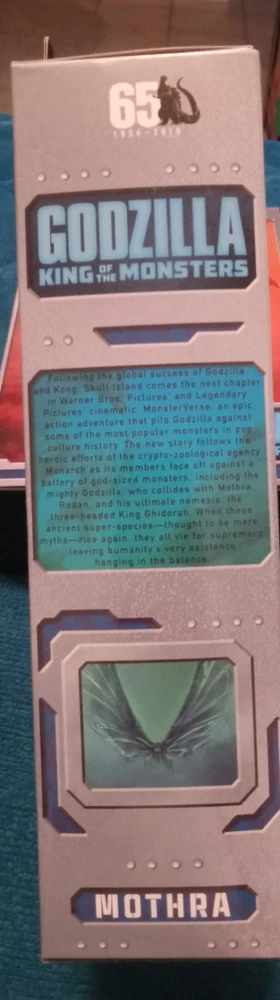 65
1954-2019
GODZILLA
KING OF THE MONSTERS
Following the global success of Godzilla
and Kong: Skull Island comes the next chapter
in Warner Bros. Pictures' and Legendary
Pictures' cinematic MonsterVerse, an epic
action adventure that pits Godzilla against
some of the most popular monsters in pop
culture history. The new story follows the
heroic efforts of the crypto-zoological agency
Monarch as its members face off against a
battery of god-sized monsters, including the
mighty Godzilla, who collides with Mothra,
Rodan, and his ultimate nemesis, the
three-headed King Ghidorah. When these
ancient super-species—thought to be mere
myths—rise again, they all vie for supremacy,
leaving humanity's very existence
hanging in the balance.
MOTHRA